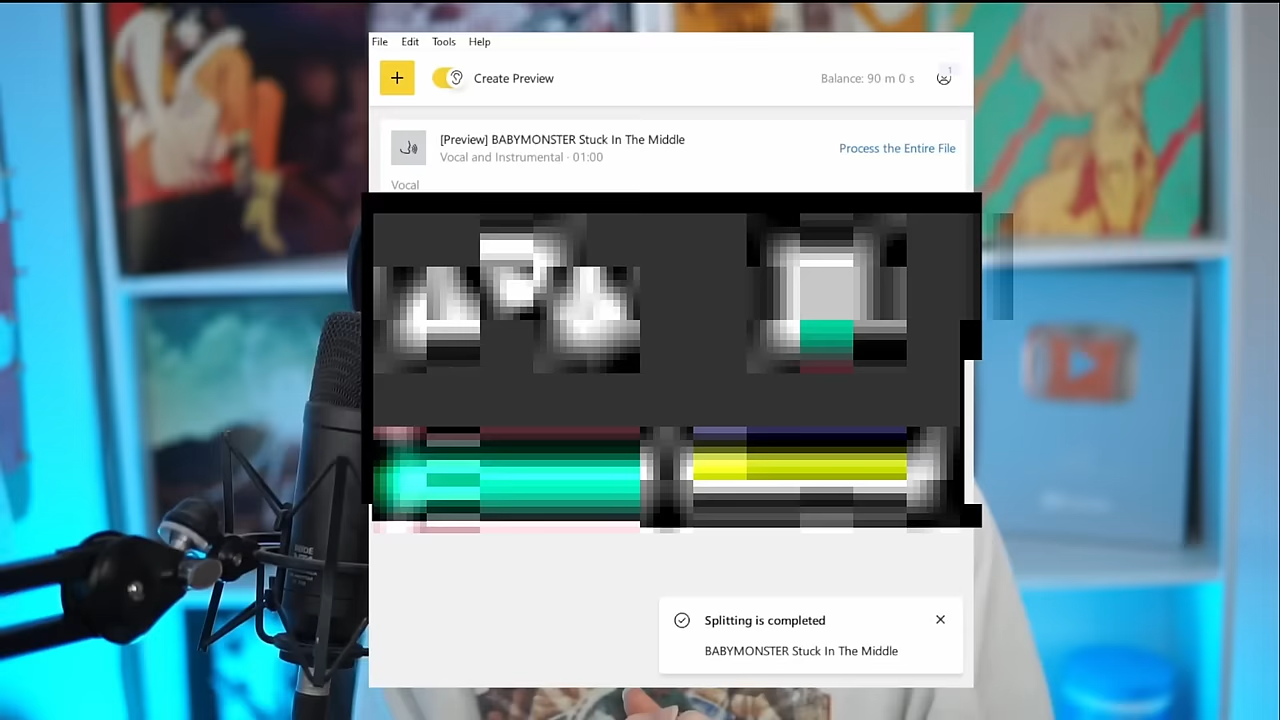 File Edit Tools Help
+ Create Preview Balance: 90 m 0 s 1
[Preview] BABYMONSTER Stuck In The Middle
Vocal and Instrumental · 01:00
Process the Entire File
Vocal
Splitting is completed
BABYMONSTER Stuck In The Middle